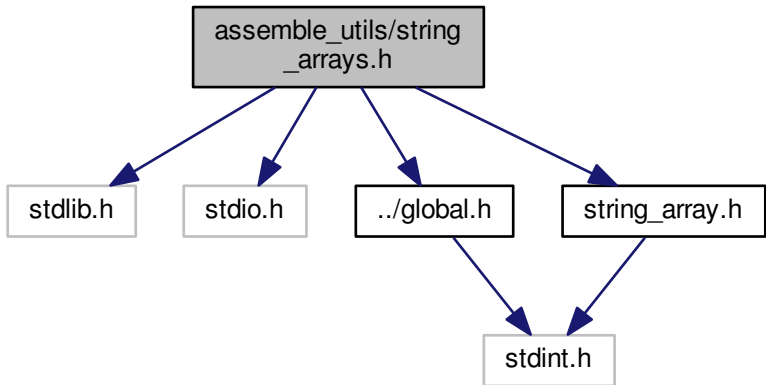 assemble_utils/string
_arrays.h
stdlib.h
stdio.h
../global.h
string_array.h
stdint.h